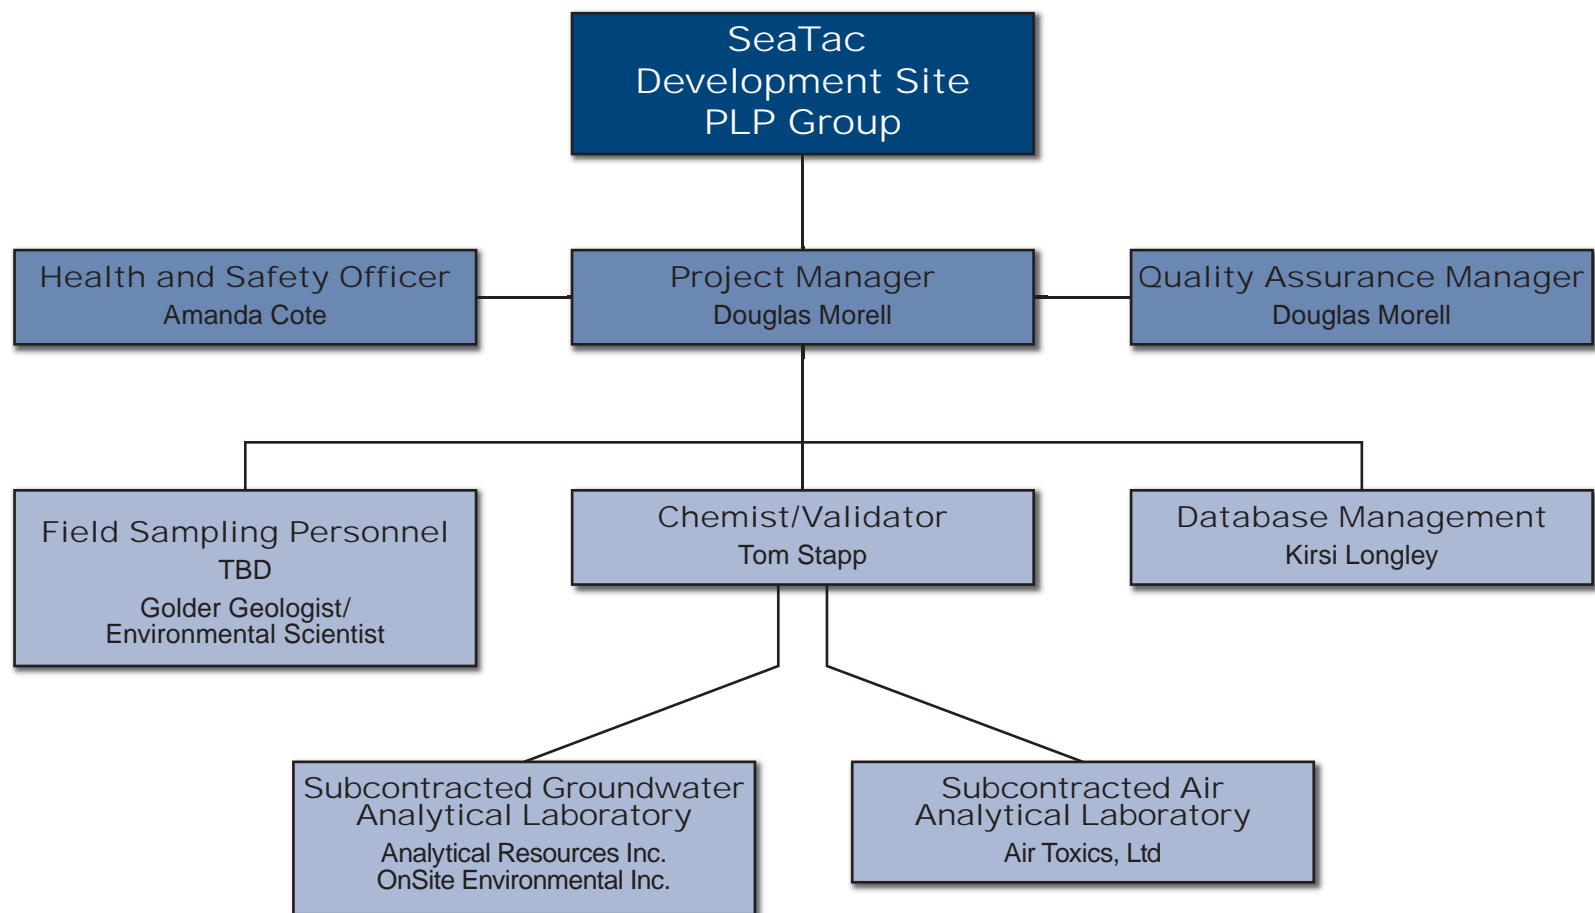 SeaTac
Development Site
PLP Group
Health and Safety Officer
Amanda Cote
Project Manager
Douglas Morell
Quality Assurance Manager
Douglas Morell
Field Sampling Personnel
TBD
Golder Geologist/
Environmental Scientist
Chemist/Validator
Tom Stapp
Database Management
Kirsi Longley
Subcontracted Groundwater
Analytical Laboratory
Analytical Resources Inc.
OnSite Environmental Inc.
Subcontracted Air
Analytical Laboratory
Air Toxics, Ltd